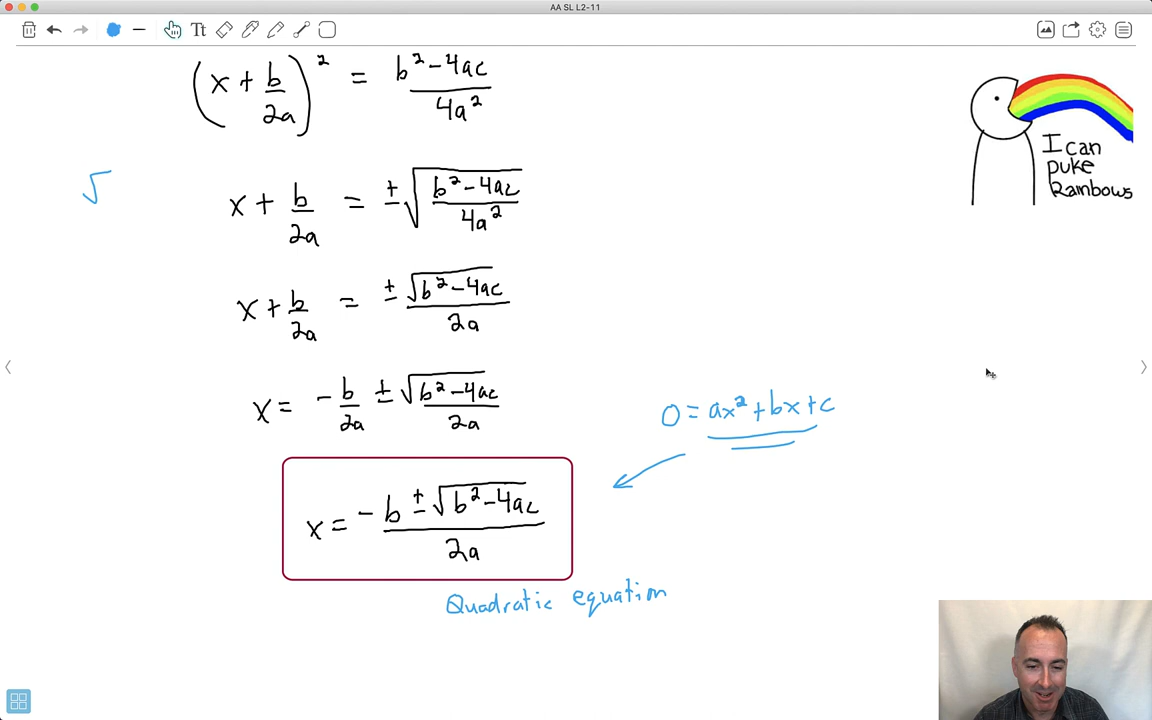 AA SL L2-11
Tt
(x + b/2a)² = b²-4ac/4a²
I can
puke
Rainbows
√
x + b/2a = ±√(b²-4ac/4a²)
x + b/2a = ±√(b²-4ac)/2a
x = -b/2a ± √(b²-4ac)/2a
0 = ax²+bx+c
x = -b±√(b²-4ac)/2a
Quadratic equation